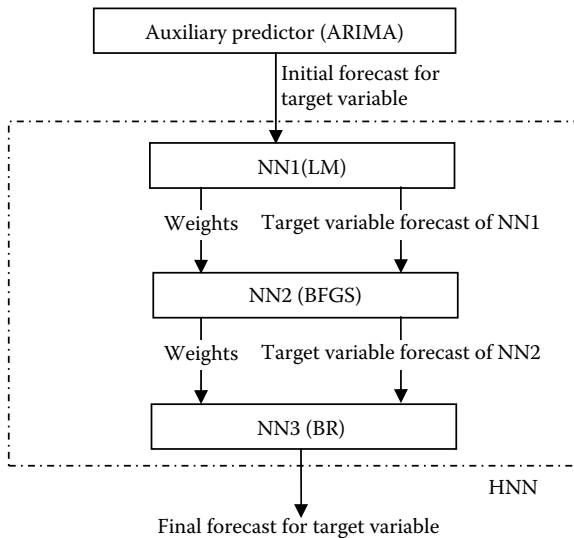 Auxiliary predictor (ARIMA)
Initial forecast for
target variable
NN1(LM)
Weights
Target variable forecast of NN1
NN2 (BFGS)
Weights
Target variable forecast of NN2
NN3 (BR)
HNN
Final forecast for target variable